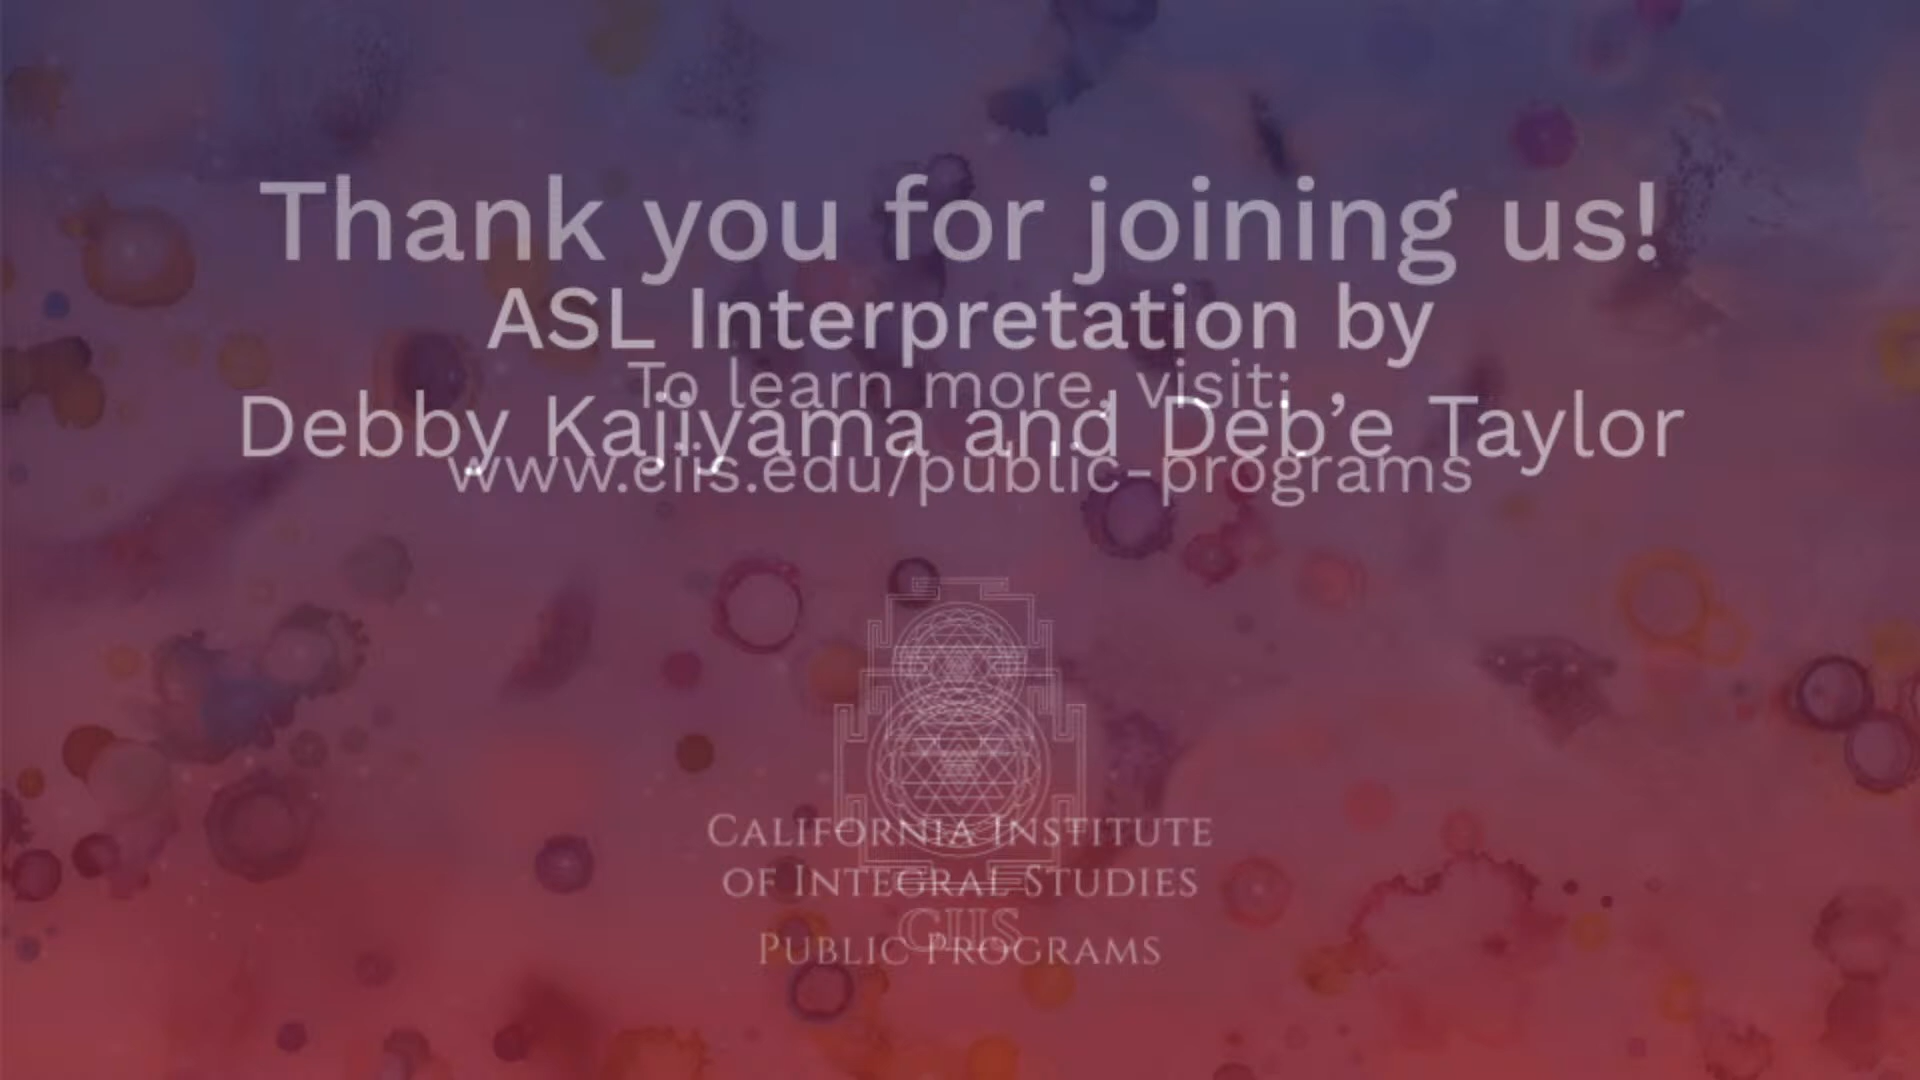 Thank you for joining us!
ASL Interpretation by
To learn more, visit:
Debby Kajiyama and Deb’e Taylor
www.ciis.edu/public-programs
CALIFORNIA INSTITUTE
OF INTEGRAL STUDIES
CIIS
PUBLIC PROGRAMS